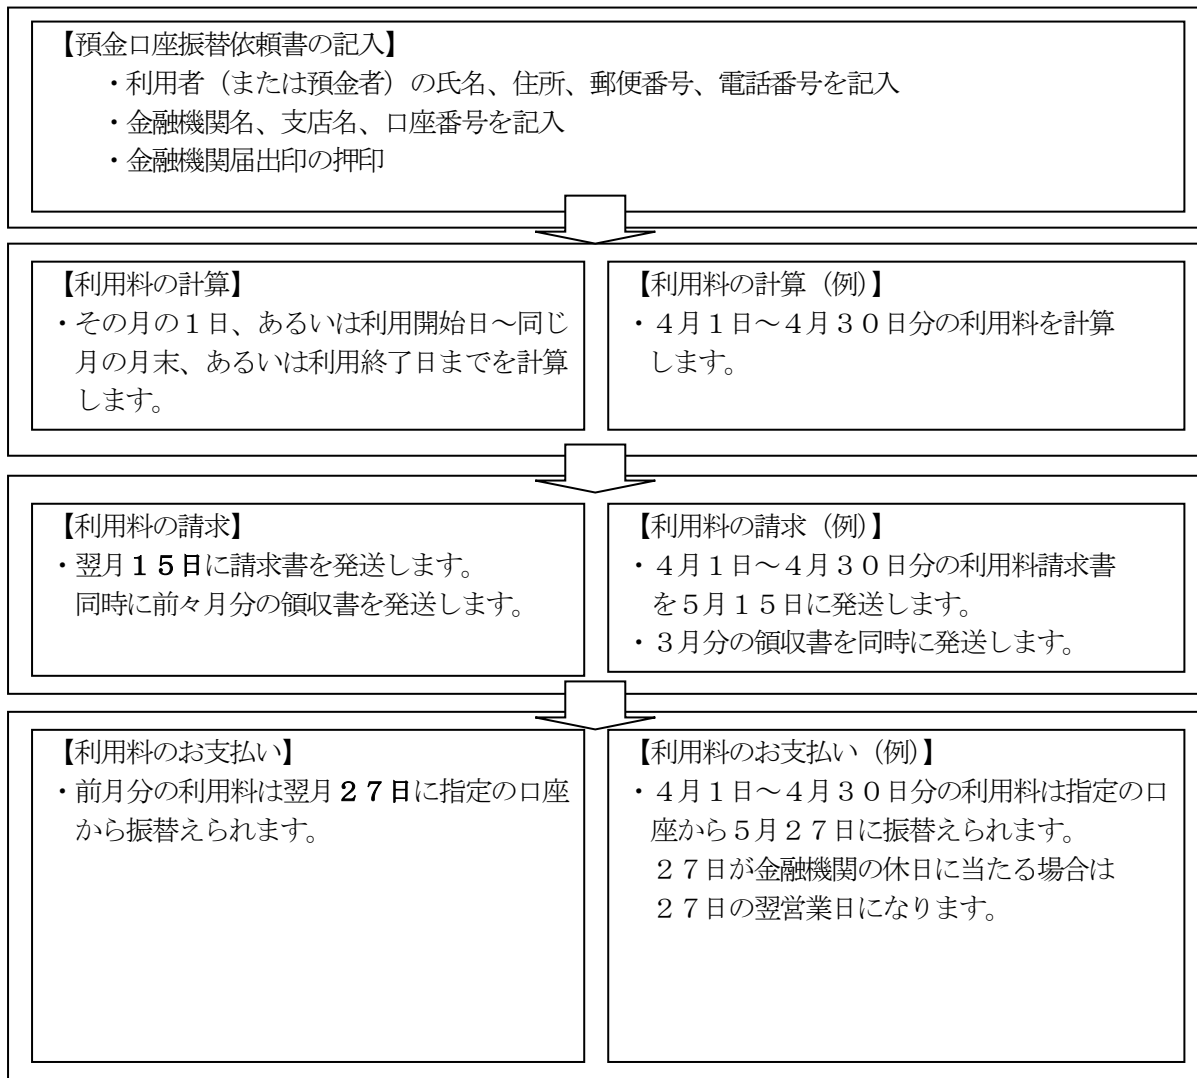 【預金口座振替依頼書の記入】
・利用者（または預金者）の氏名、住所、郵便番号、電話番号を記入
・金融機関名、支店名、口座番号を記入
・金融機関届出印の押印
【利用料の計算】
・その月の１日、あるいは利用開始日～同じ
月の月末、あるいは利用終了日までを計算
します。
【利用料の計算（例）】
・４月１日～４月３０日分の利用料を計算
します。
【利用料の請求】
・翌月１５日に請求書を発送します。
同時に前々月分の領収書を発送します。
【利用料の請求（例）】
・４月１日～４月３０日分の利用料請求書
を５月１５日に発送します。
・３月分の領収書を同時に発送します。
【利用料のお支払い】
・前月分の利用料は翌月２７日に指定の口座
から振替えられます。
【利用料のお支払い（例）】
・４月１日～４月３０日分の利用料は指定の口
座から５月２７日に振替えられます。
２７日が金融機関の休日に当たる場合は
２７日の翌営業日になります。